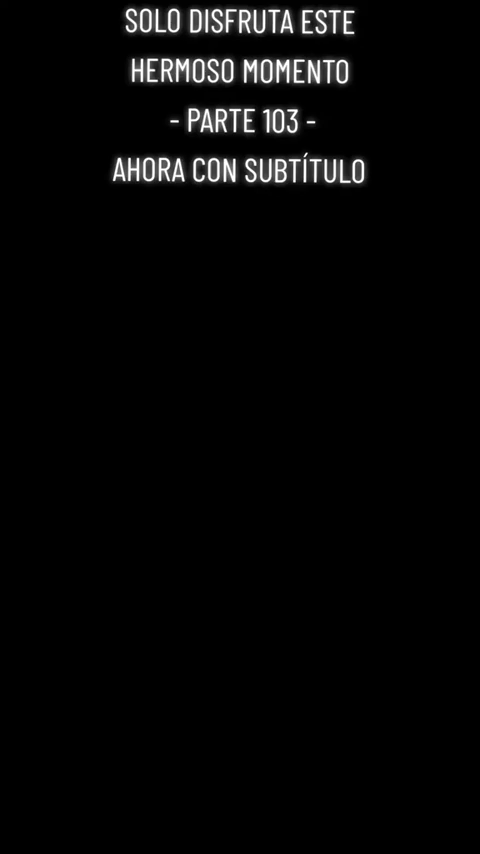 SOLO DISFRUTA ESTE
HERMOSO MOMENTO
- PARTE 103 -
AHORA CON SUBTÍTULO